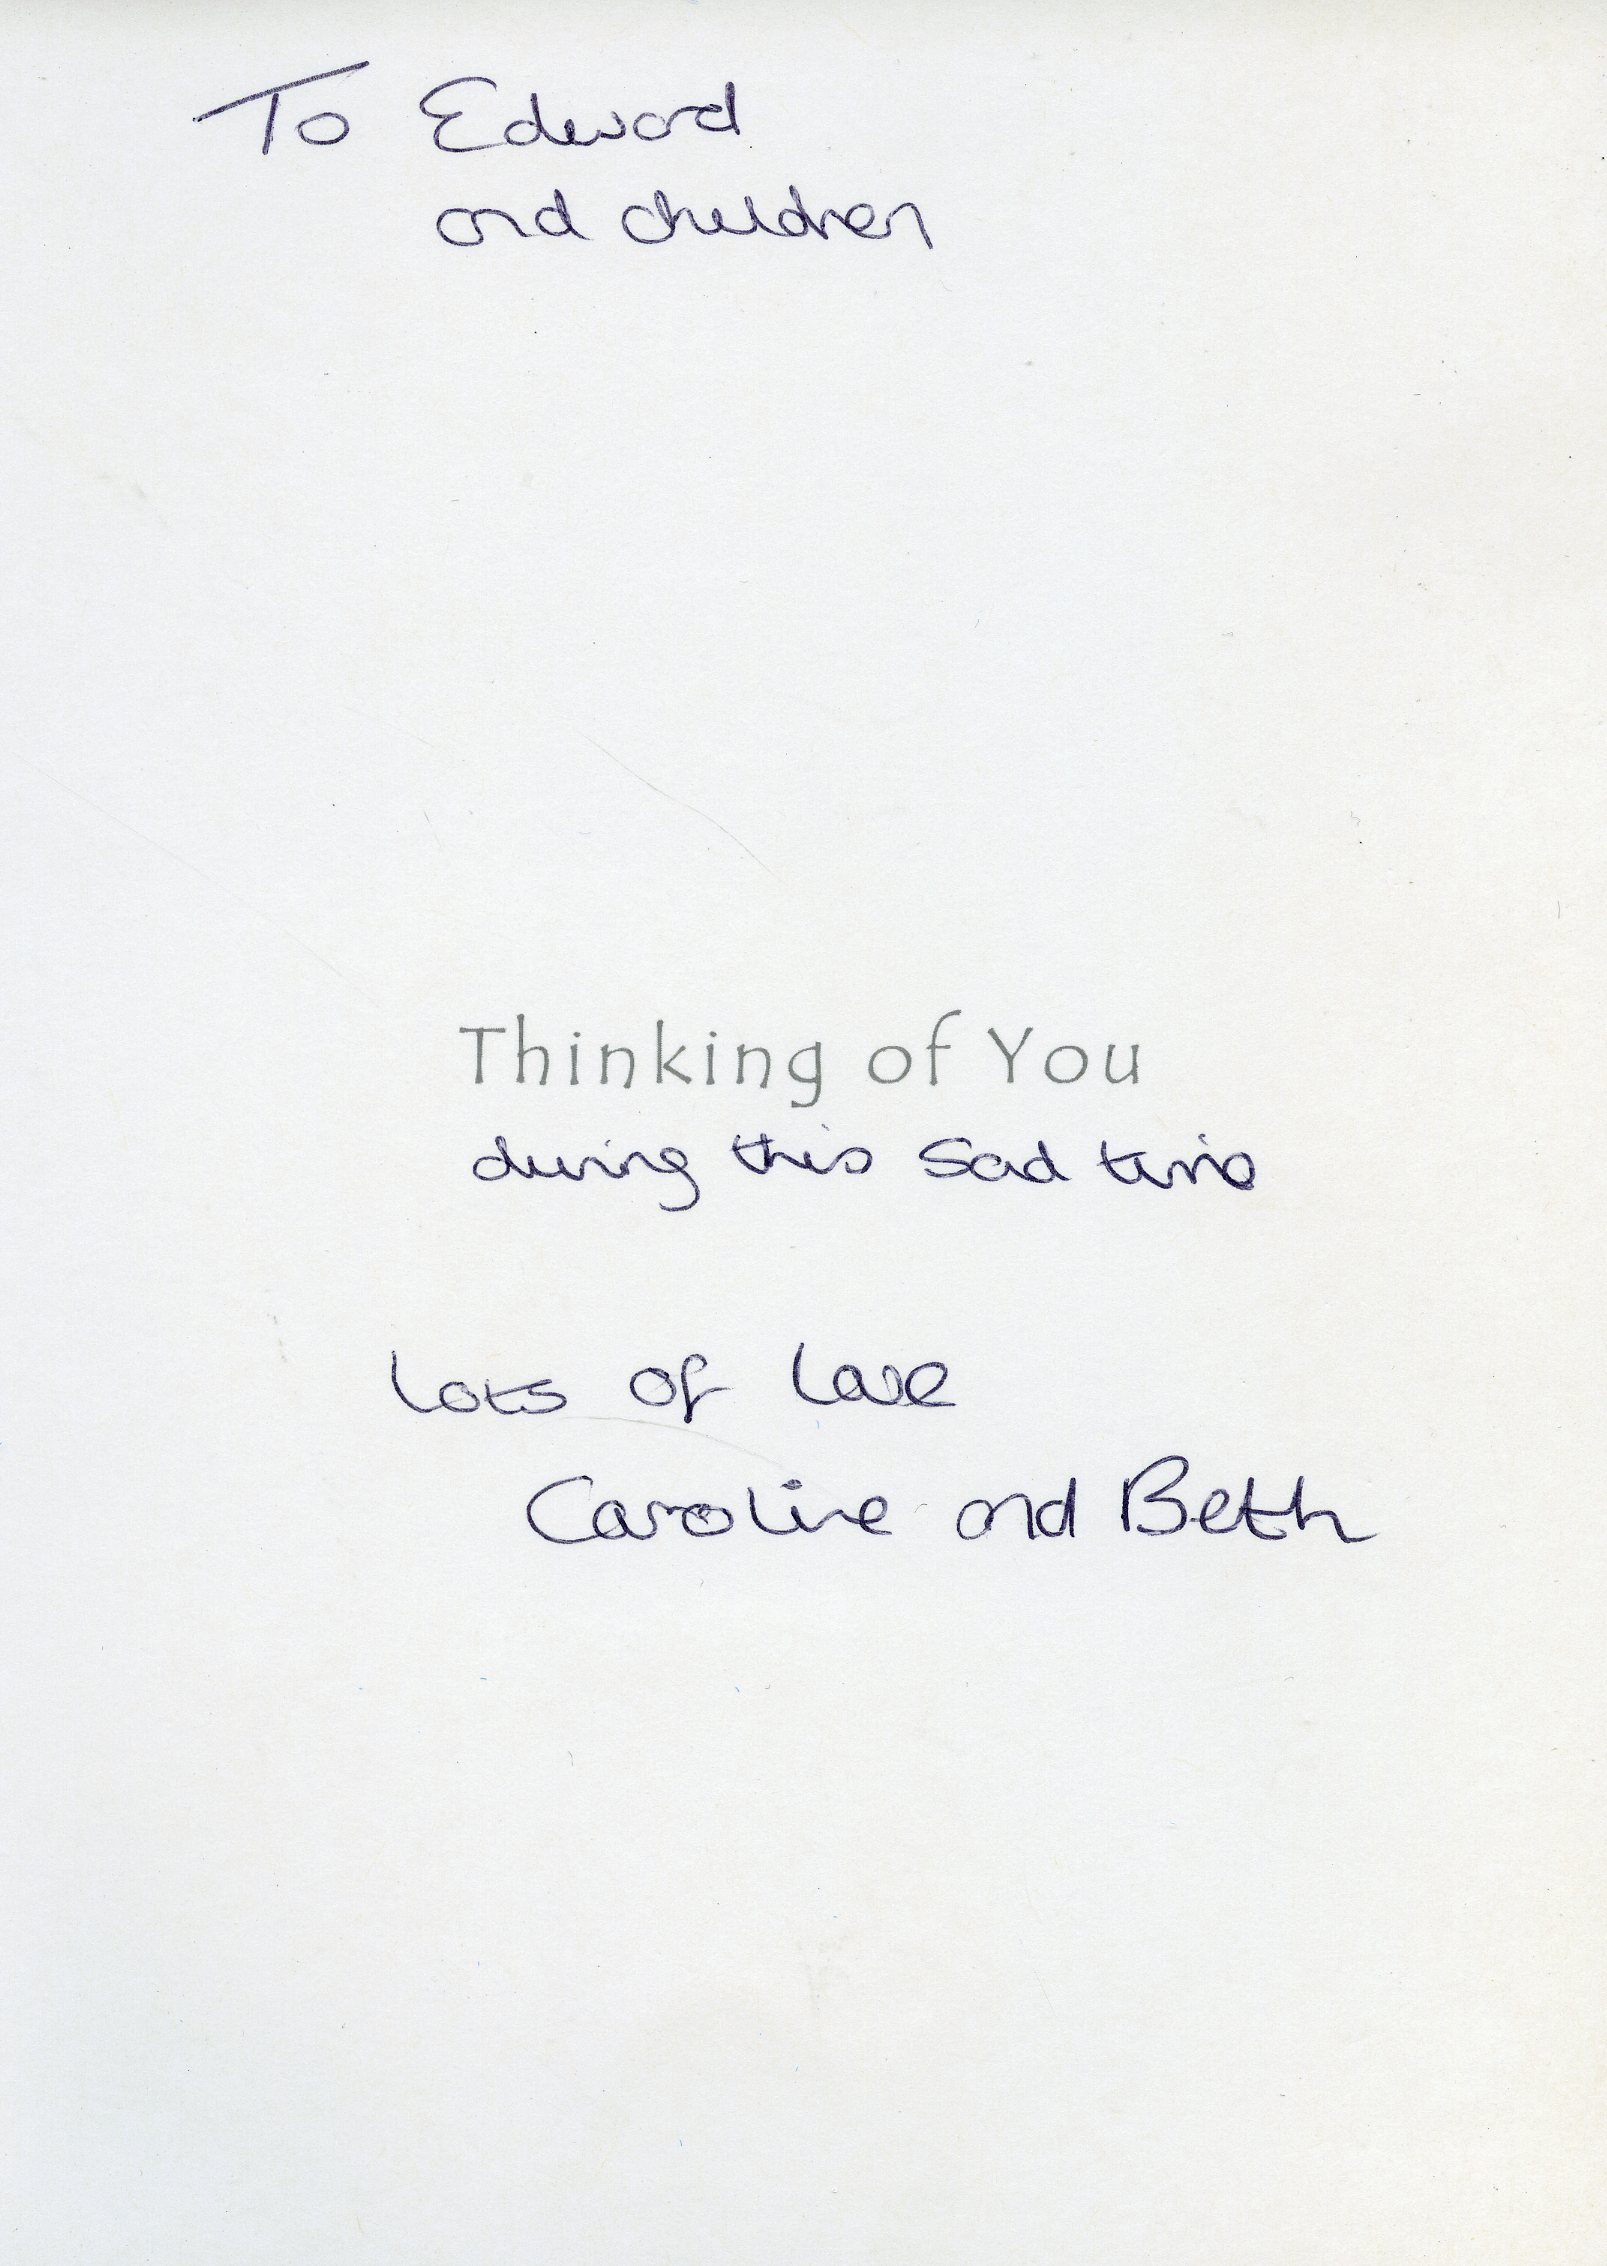 To Edward
and children
Thinking of You
during this sad time
lots of love
Caroline and Beth